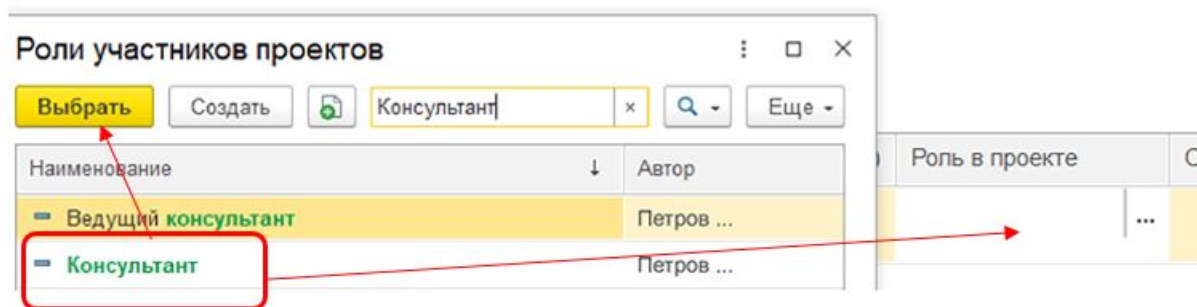 Роли участников проектов
Выбрать Создать Консультант × Еще
Наименование ↓ Автор
Ведущий консультант Петров ...
Консультант Петров ...
Роль в проекте
...